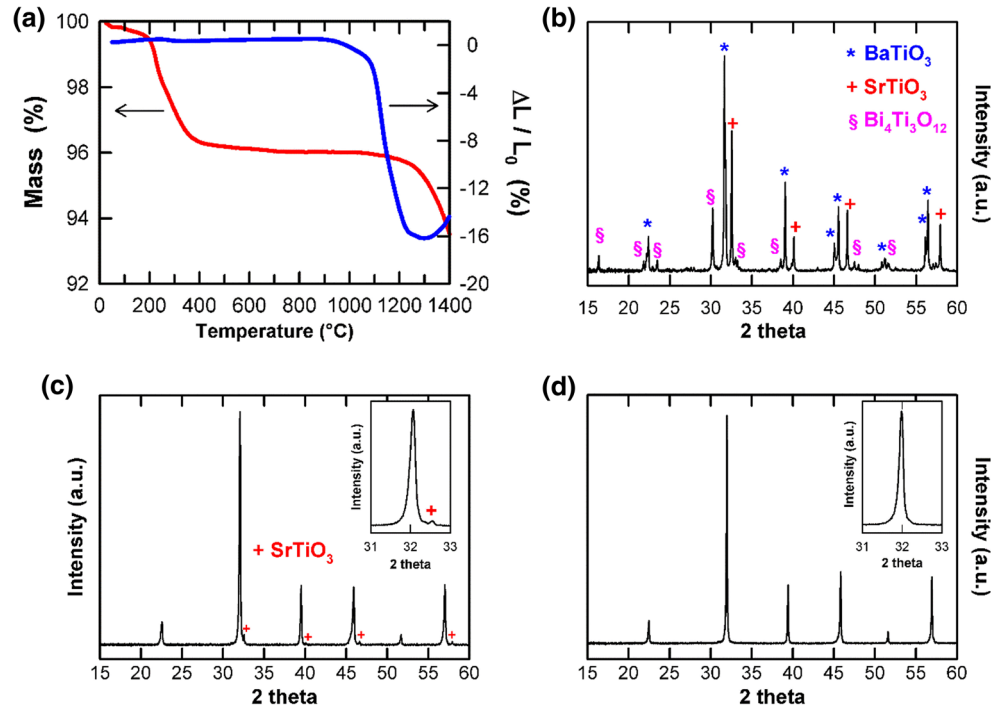 (a)
100
98
96
94
92
Mass (%)
0
-4
-8
-12
-16
-20
ΔL / L0 (%)
0 200 400 600 800 1000 1200 1400
Temperature (°C)
(b)
* BaTiO3
+ SrTiO3
§ Bi4Ti3O12
§ § * § § * + § § * + * * + § * § * * +
15 20 25 30 35 40 45 50 55 60
2 theta
Intensity (a.u.)
(c)
Intensity (a.u.)
+ SrTiO3
+ + + +
15 20 25 30 35 40 45 50 55 60
2 theta
Intensity (a.u.)
+
31 32 33
2 theta
(d)
Intensity (a.u.)
15 20 25 30 35 40 45 50 55 60
2 theta
Intensity (a.u.)
31 32 33
2 theta